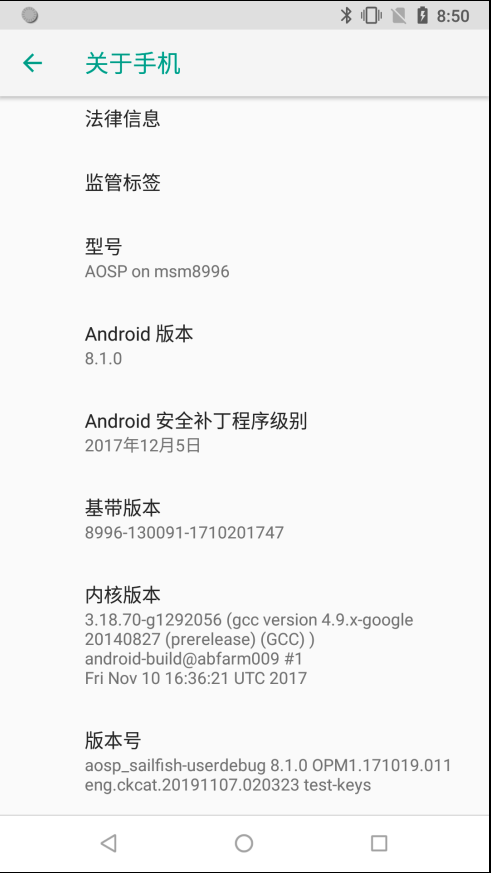 8:50
关于手机
法律信息
监管标签
型号
AOSP on msm8996
Android 版本
8.1.0
Android 安全补丁程序级别
2017年12月5日
基带版本
8996-130091-1710201747
内核版本
3.18.70-g1292056 (gcc version 4.9.x-google
20140827 (prerelease) (GCC) )
android-build@abfarm009 #1
Fri Nov 10 16:36:21 UTC 2017
版本号
aosp_sailfish-userdebug 8.1.0 OPM1.171019.011
eng.ckcat.20191107.020323 test-keys